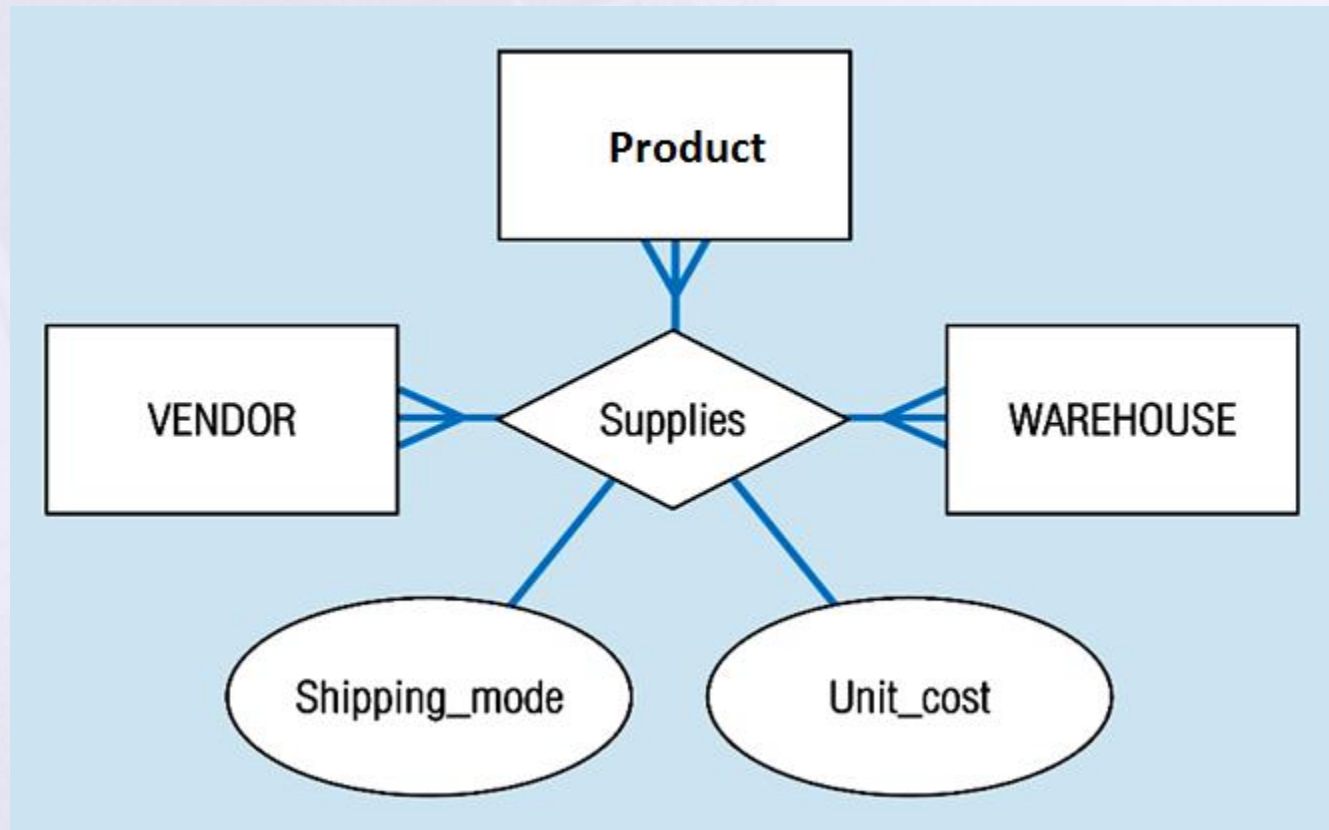 Product
VENDOR
Supplies
WAREHOUSE
Shipping_mode
Unit_cost